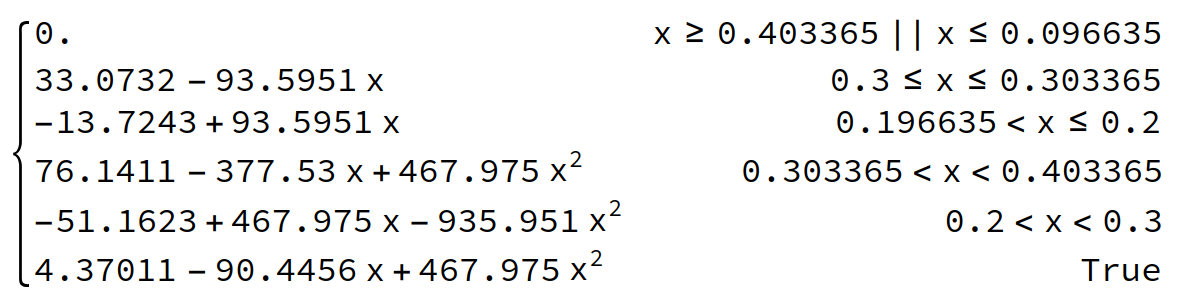 0. x ≥ 0.403365 || x ≤ 0.096635
33.0732 − 93.5951 x 0.3 ≤ x ≤ 0.303365
−13.7243 + 93.5951 x 0.196635 < x ≤ 0.2
76.1411 − 377.53 x + 467.975 x² 0.303365 < x < 0.403365
−51.1623 + 467.975 x − 935.951 x² 0.2 < x < 0.3
4.37011 − 90.4456 x + 467.975 x² True